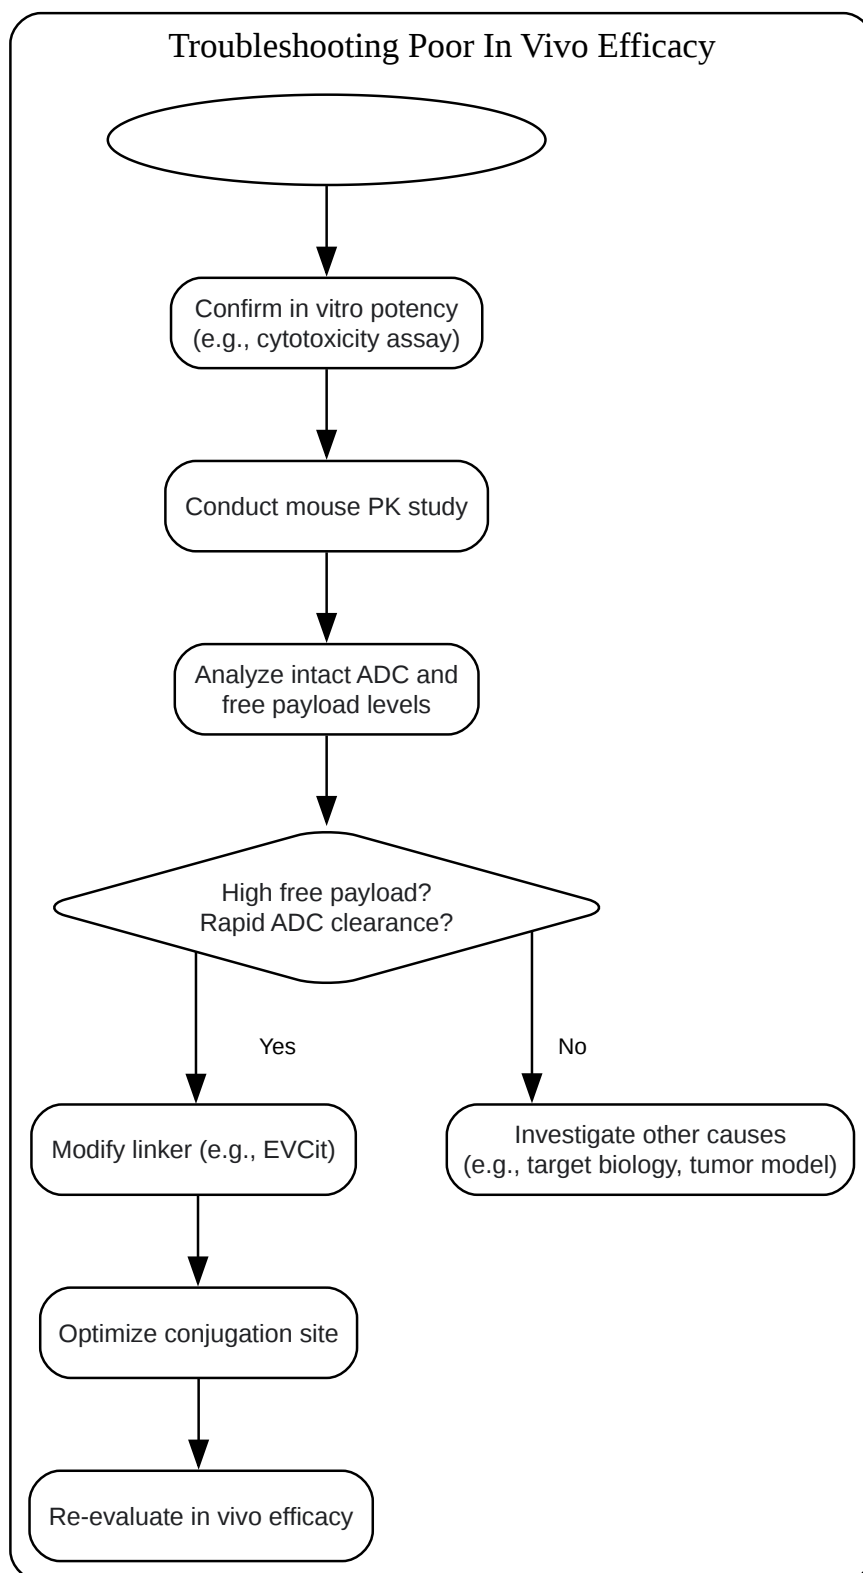 Troubleshooting Poor In Vivo Efficacy
Confirm in vitro potency
(e.g., cytotoxicity assay)
Conduct mouse PK study
Analyze intact ADC and
free payload levels
High free payload?
Rapid ADC clearance?
Yes
No
Modify linker (e.g., EVCit)
Investigate other causes
(e.g., target biology, tumor model)
Optimize conjugation site
Re-evaluate in vivo efficacy